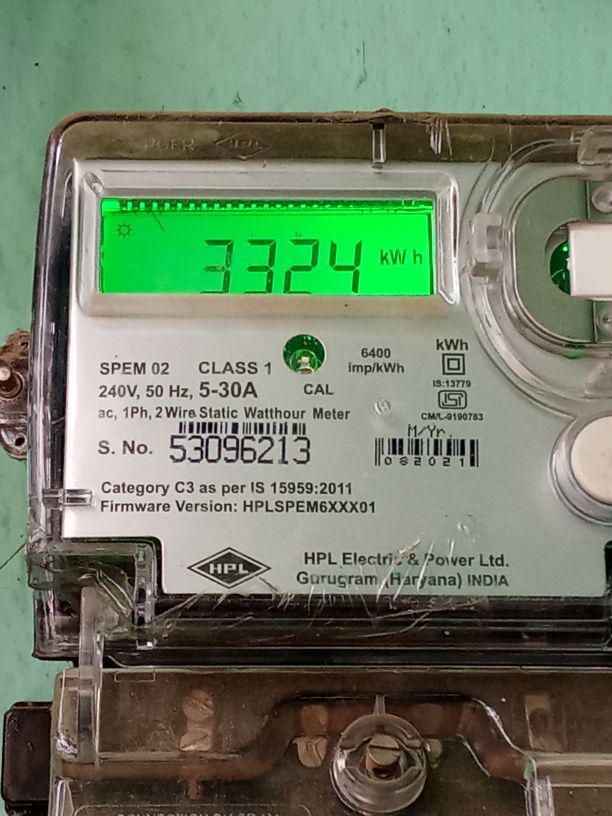 HPL
3324 kWh
SPEM 02 CLASS 1
240V, 50 Hz, 5-30A
CAL
6400
imp/kWh
kWh
IS:13779
ISI
CM/L-9190783
ac, 1Ph, 2 Wire Static Watthour Meter
S. No. 53096213
M/Yr.
062021
Category C3 as per IS 15959:2011
Firmware Version: HPLSPEM6XXX01
HPL
HPL Electric & Power Ltd.
Gurugram (Haryana) INDIA